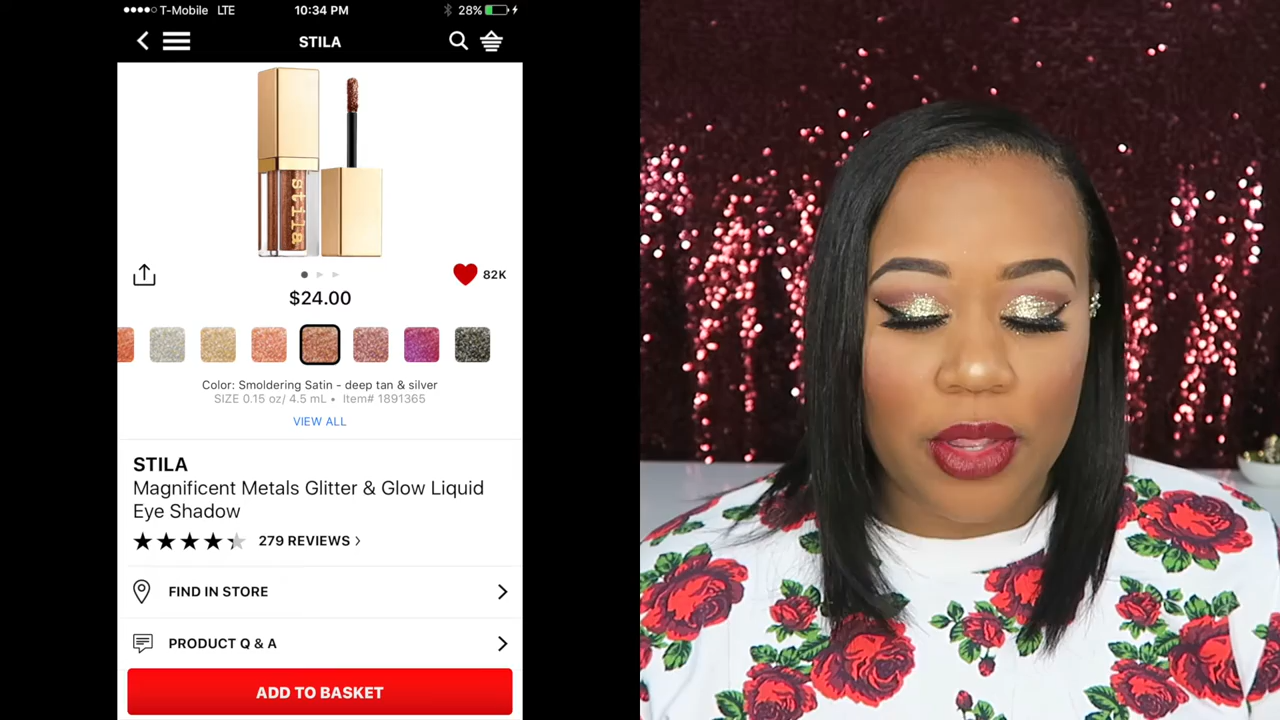 T-Mobile LTE 10:34 PM 28%
STILA
stila
82K
$24.00
Color: Smoldering Satin - deep tan & silver
SIZE 0.15 oz/ 4.5 mL • Item# 1891365
VIEW ALL
STILA
Magnificent Metals Glitter & Glow Liquid
Eye Shadow
279 REVIEWS
FIND IN STORE
PRODUCT Q & A
ADD TO BASKET